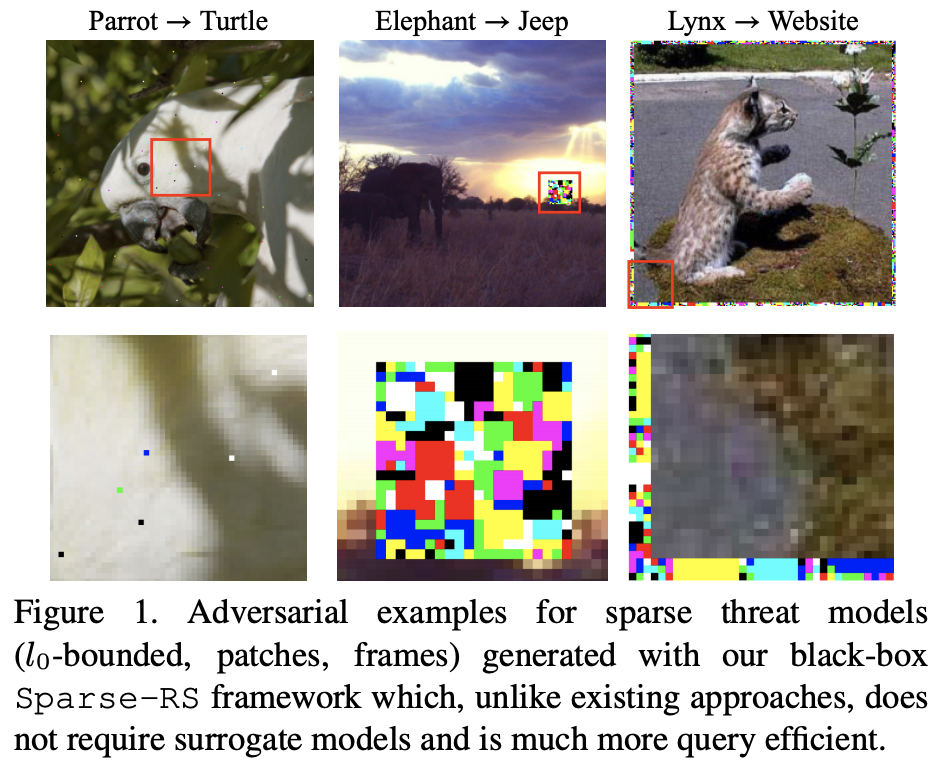 Parrot → Turtle
Elephant → Jeep
Lynx → Website
Figure 1. Adversarial examples for sparse threat models
(l₀-bounded, patches, frames) generated with our black-box
Sparse-RS framework which, unlike existing approaches, does
not require surrogate models and is much more query efficient.